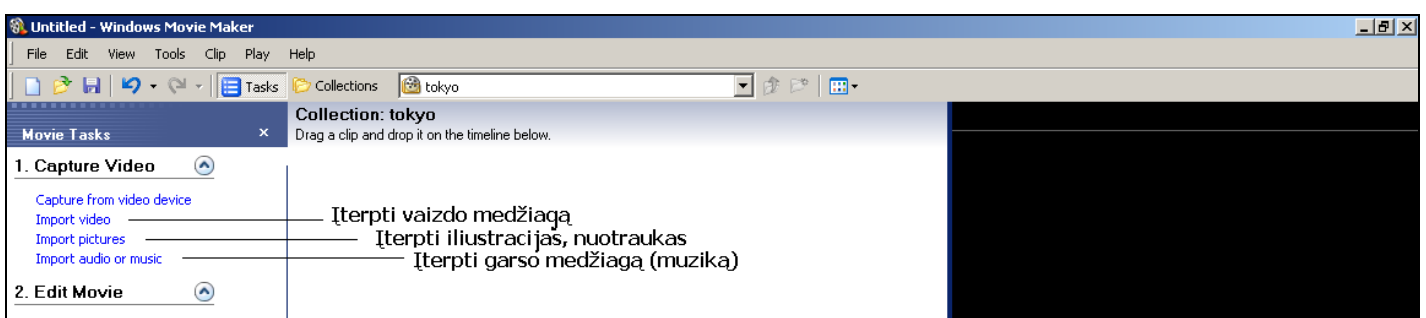 Untitled - Windows Movie Maker
File Edit View Tools Clip Play Help
Tasks Collections tokyo
Movie Tasks
Collection: tokyo
Drag a clip and drop it on the timeline below.
1. Capture Video
Capture from video device
Import video Įterpti vaizdo medžiagą
Import pictures Įterpti iliustracijas, nuotraukas
Import audio or music Įterpti garso medžiagą (muziką)
2. Edit Movie